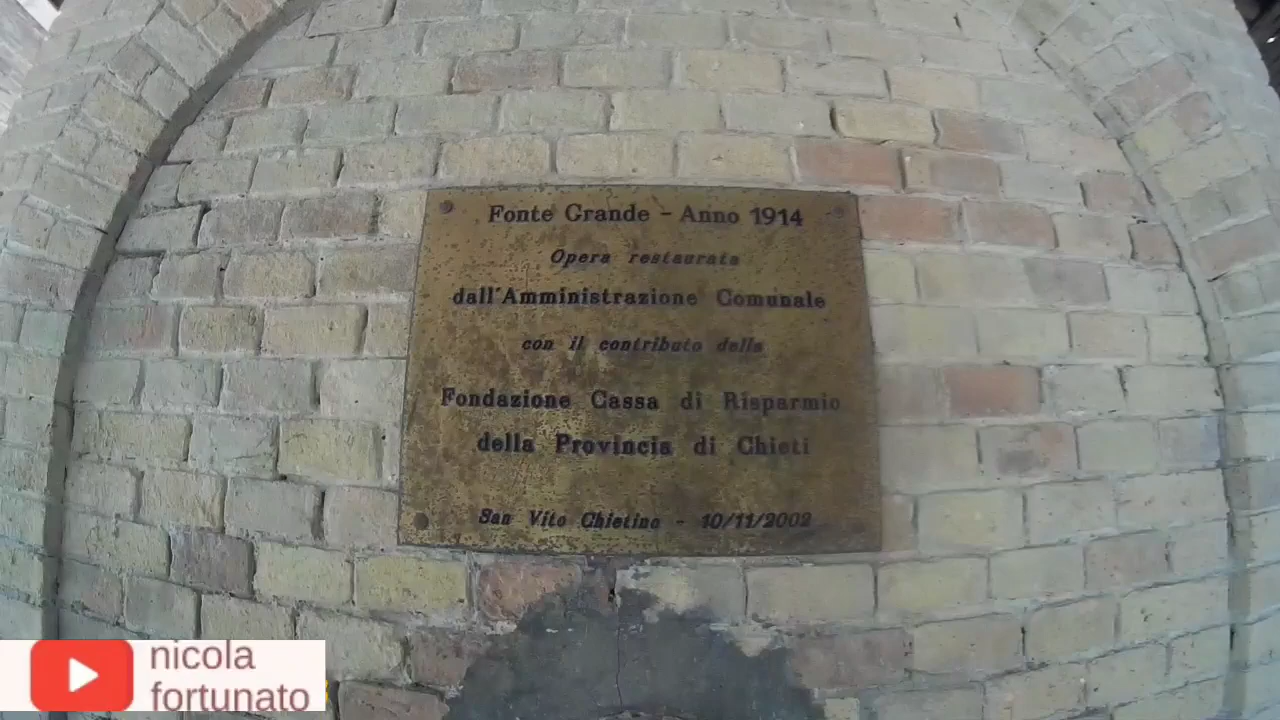 Fonte Grande - Anno 1914
Opera restaurata
dall'Amministrazione Comunale
con il contributo della
Fondazione Cassa di Risparmio
della Provincia di Chieti
San Vito Chietino - 10/11/2002
nicola
fortunato